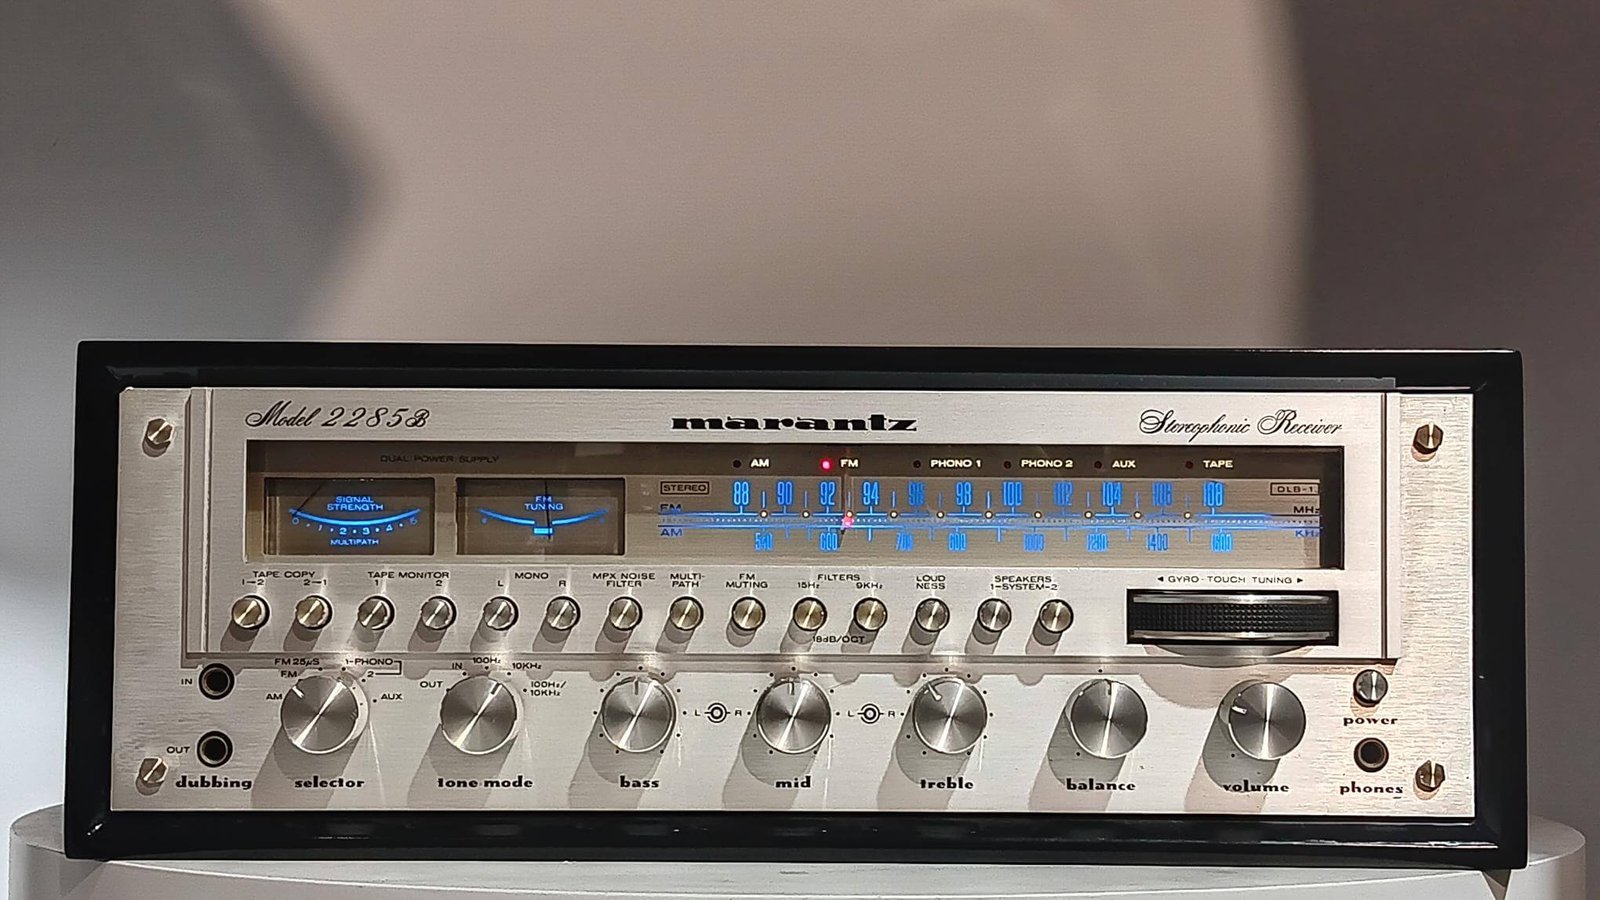 Model 2285B
marantz
Stereophonic Receiver
DUAL POWER SUPPLY
AM FM PHONO 1 PHONO 2 AUX TAPE
SIGNAL
STRENGTH
0 1 2 3 4 5
MULTIPATH
FM
TUNING
STEREO
DLB-1
FM 88 90 92 94 96 98 100 102 104 106 108 MHz
AM 540 600 700 800 1000 1200 1400 1600 KHz
TAPE COPY
1-2 2-1
TAPE MONITOR
1 2
MONO
L R
MPX NOISE
FILTER
MULTI-
PATH
FM
MUTING
FILTERS
15Hz 9KHz
18dB/OCT
LOUD
NESS
SPEAKERS
1-SYSTEM-2
◄ GYRO-TOUCH TUNING ►
IN
OUT
dubbing
FM 25µS
FM
AM
1-PHONO
2
AUX
selector
OUT
IN
100Hz
10KHz
100Hz/
10KHz
tone mode
bass
L R
mid
L R
treble
balance
volume
power
phones